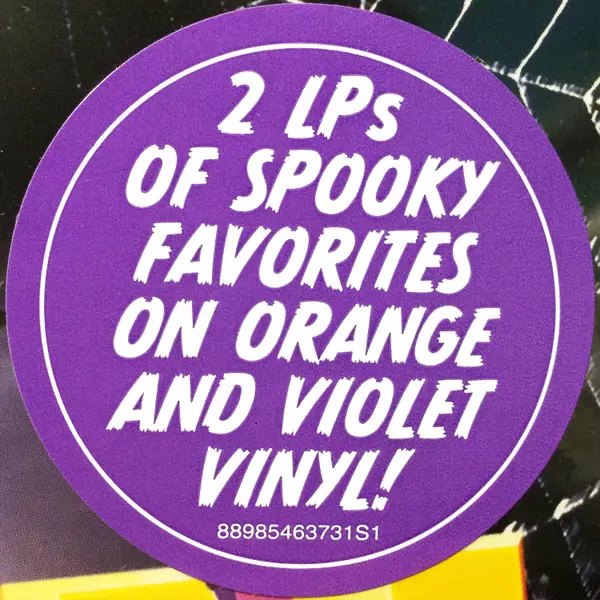 2 LPs
OF SPOOKY
FAVORITES
ON ORANGE
AND VIOLET
VINYL!
88985463731S1